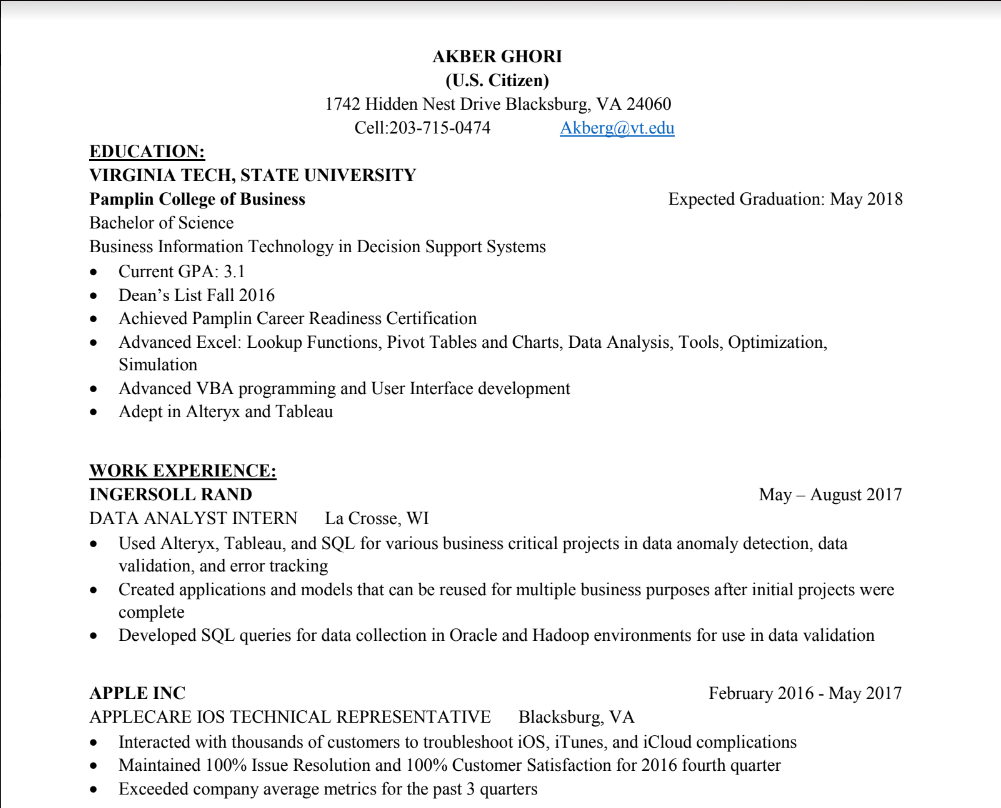 AKBER GHORI
(U.S. Citizen)
1742 Hidden Nest Drive Blacksburg, VA 24060
Cell:203-715-0474 Akberg@vt.edu
EDUCATION:
VIRGINIA TECH, STATE UNIVERSITY
Pamplin College of Business Expected Graduation: May 2018
Bachelor of Science
Business Information Technology in Decision Support Systems
• Current GPA: 3.1
• Dean’s List Fall 2016
• Achieved Pamplin Career Readiness Certification
• Advanced Excel: Lookup Functions, Pivot Tables and Charts, Data Analysis, Tools, Optimization,
Simulation
• Advanced VBA programming and User Interface development
• Adept in Alteryx and Tableau
WORK EXPERIENCE:
INGERSOLL RAND May – August 2017
DATA ANALYST INTERN La Crosse, WI
• Used Alteryx, Tableau, and SQL for various business critical projects in data anomaly detection, data
validation, and error tracking
• Created applications and models that can be reused for multiple business purposes after initial projects were
complete
• Developed SQL queries for data collection in Oracle and Hadoop environments for use in data validation
APPLE INC February 2016 - May 2017
APPLECARE IOS TECHNICAL REPRESENTATIVE Blacksburg, VA
• Interacted with thousands of customers to troubleshoot iOS, iTunes, and iCloud complications
• Maintained 100% Issue Resolution and 100% Customer Satisfaction for 2016 fourth quarter
• Exceeded company average metrics for the past 3 quarters